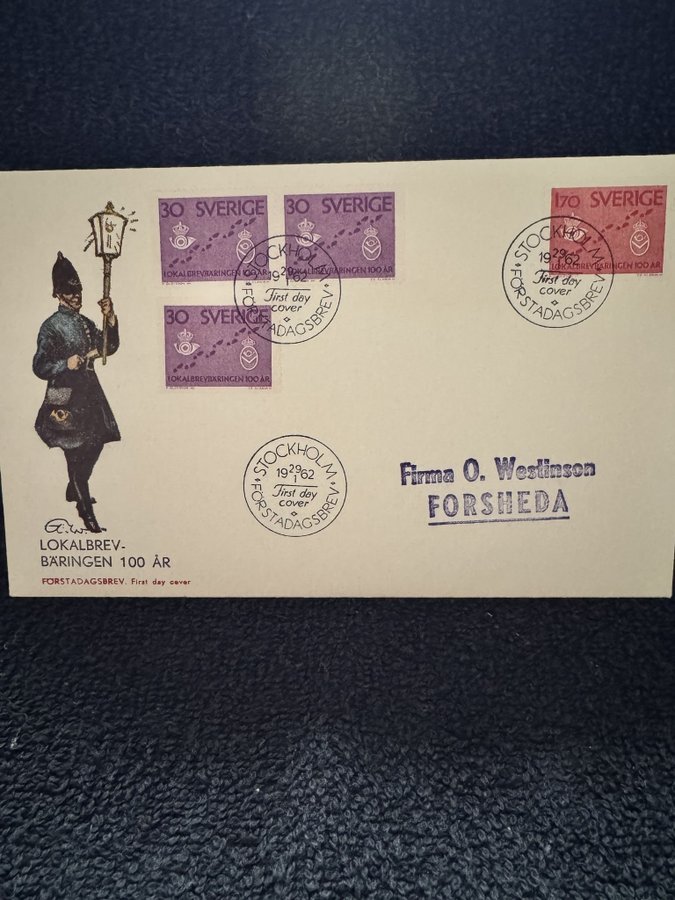 30 SVERIGE
LOKALBREVBÄRINGEN 100 ÅR
30 SVERIGE
LOKALBREVBÄRINGEN 100 ÅR
170 SVERIGE
LOKALBREVBÄRINGEN 100 ÅR
STOCKHOLM
19 29/1 62
First day
cover
FÖRSTADAGSBREV
STOCKHOLM
19 29/1 62
First day
cover
FÖRSTADAGSBREV
30 SVERIGE
LOKALBREVBÄRINGEN 100 ÅR
STOCKHOLM
19 29/1 62
First day
cover
FÖRSTADAGSBREV
Firma O. Westinson
FORSHEDA
LOKALBREV-
BÄRINGEN 100 ÅR
FÖRSTADAGSBREV. First day cover